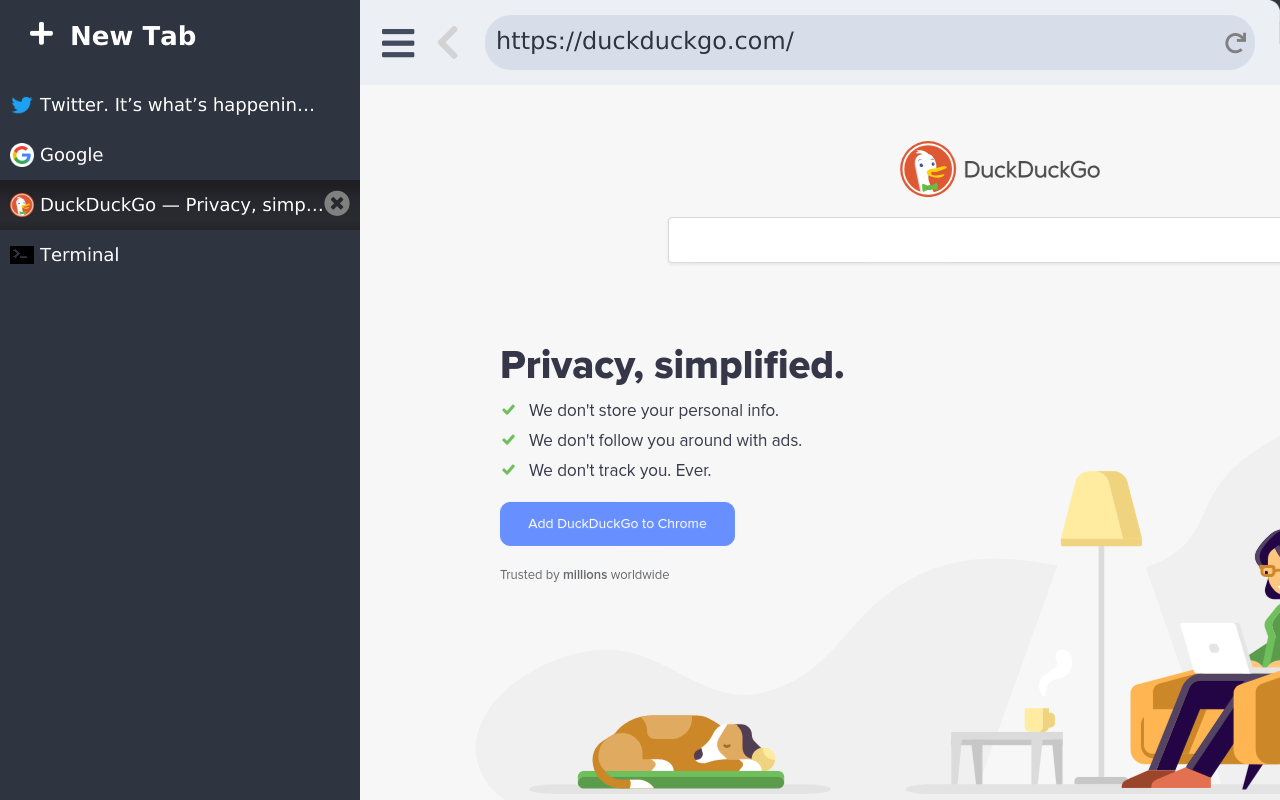 New Tab
https://duckduckgo.com/
Twitter. It’s what’s happenin…
Google
DuckDuckGo — Privacy, simp…
Terminal
DuckDuckGo
Privacy, simplified.
We don't store your personal info.
We don't follow you around with ads.
We don't track you. Ever.
Add DuckDuckGo to Chrome
Trusted by millions worldwide